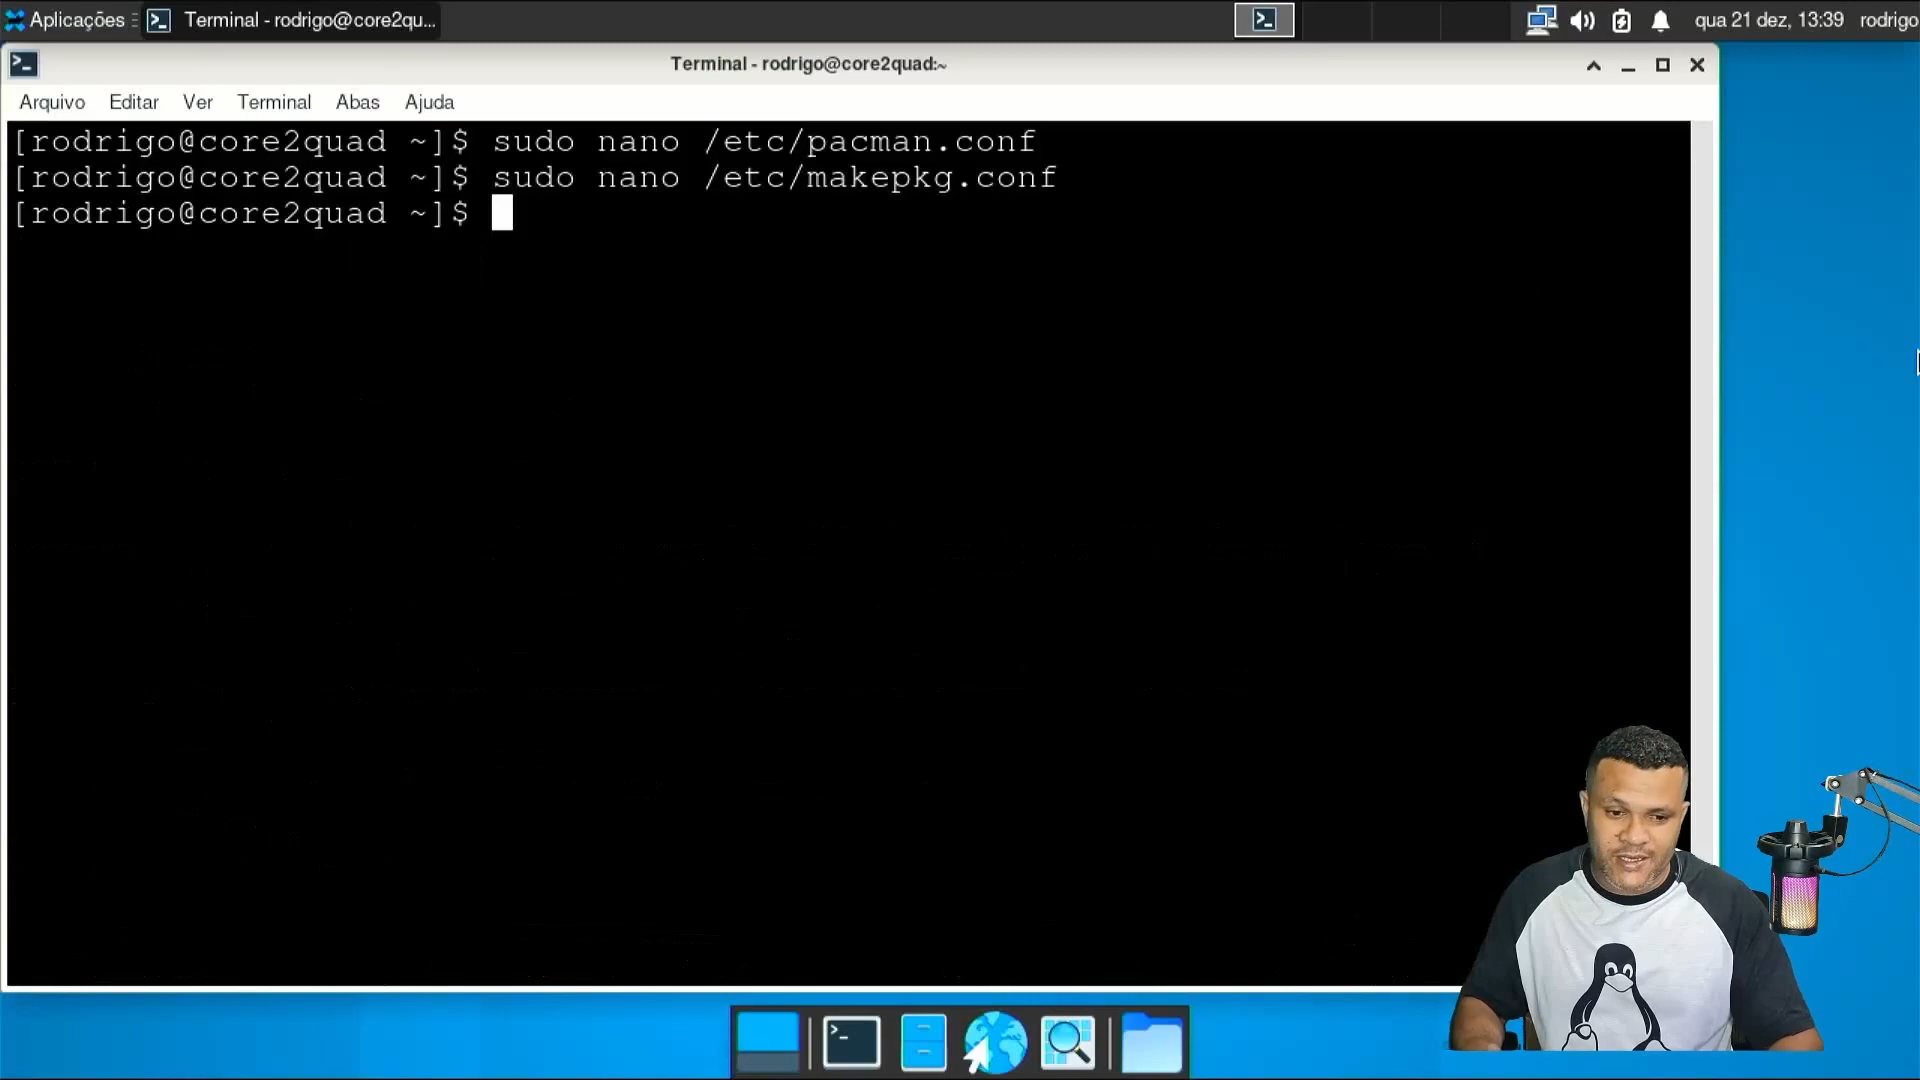 Aplicações
Terminal - rodrigo@core2qu...
qua 21 dez, 13:39
rodrigo
Terminal - rodrigo@core2quad:~
Arquivo Editar Ver Terminal Abas Ajuda
[rodrigo@core2quad ~]$ sudo nano /etc/pacman.conf
[rodrigo@core2quad ~]$ sudo nano /etc/makepkg.conf
[rodrigo@core2quad ~]$